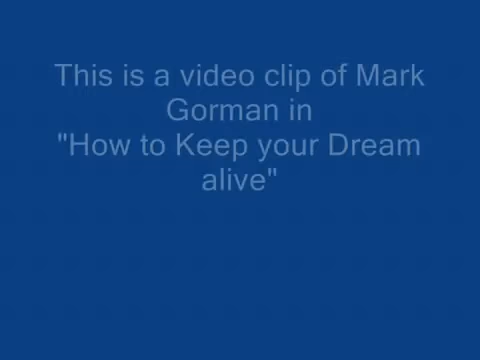 This is a video clip of Mark
Gorman in
"How to Keep your Dream
alive"